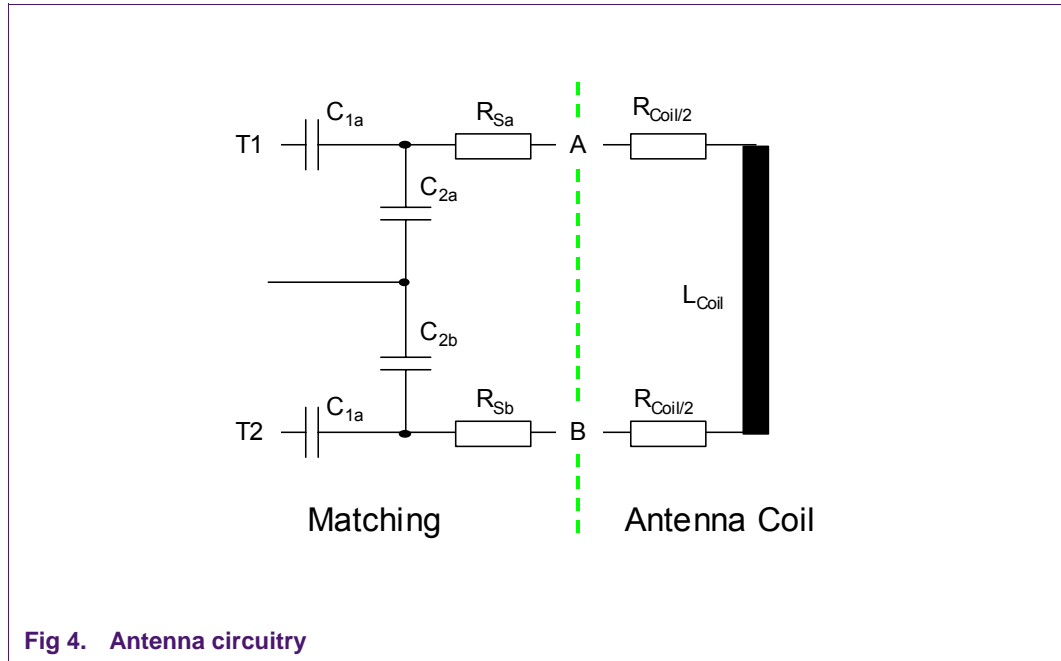 C1a
RSa
RCoil/2
T1
A
C2a
LCoil
C2b
C1a
RSb
RCoil/2
T2
B
Matching
Antenna Coil
Fig 4. Antenna circuitry